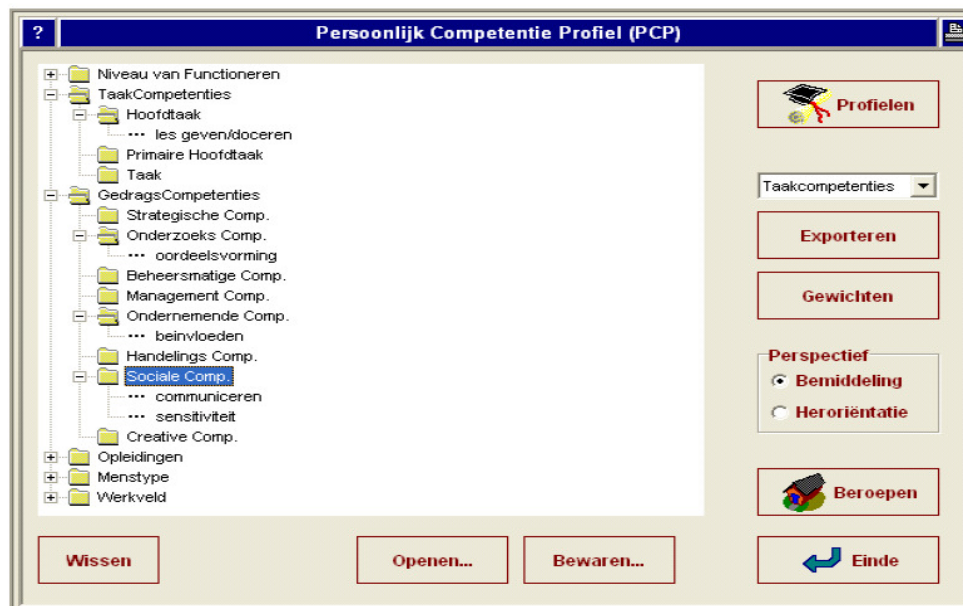 ? Persoonlijk Competentie Profiel (PCP)
Niveau van Functioneren
TaakCompetenties
Hoofdtaak
les geven/doceren
Primaire Hoofdtaak
Taak
GedragsCompetenties
Strategische Comp.
Onderzoeks Comp.
oordeelsvorming
Beheersmatige Comp.
Management Comp.
Ondernemende Comp.
beinvloeden
Handelings Comp.
Sociale Comp.
communiceren
sensitiviteit
Creative Comp.
Opleidingen
Menstype
Werkveld
Profielen
Taakcompetenties
Exporteren
Gewichten
Perspectief
Bemiddeling
Heroriëntatie
Beroepen
Wissen
Openen...
Bewaren...
Einde